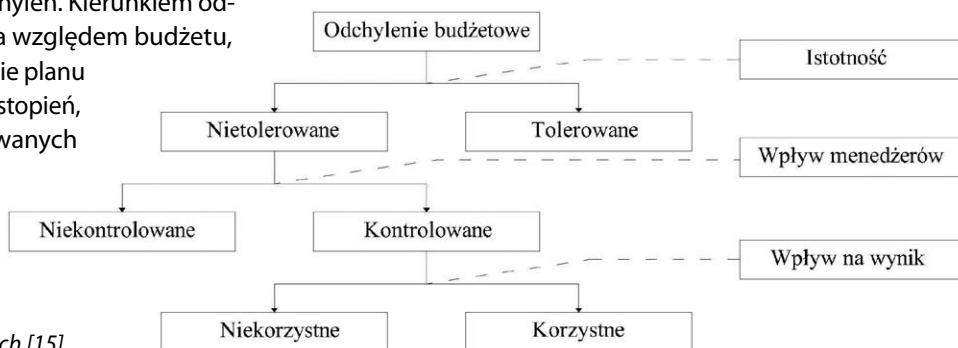 hyleń. Kierunkiem od-
a względem budżetu,
ie planu
stopień,
wanych
Odchylenie budżetowe
Istotność
Nietolerowane
Tolerowane
Wpływ menedżerów
Niekontrolowane
Kontrolowane
Wpływ na wynik
Niekorzystne
Korzystne
ch [15]